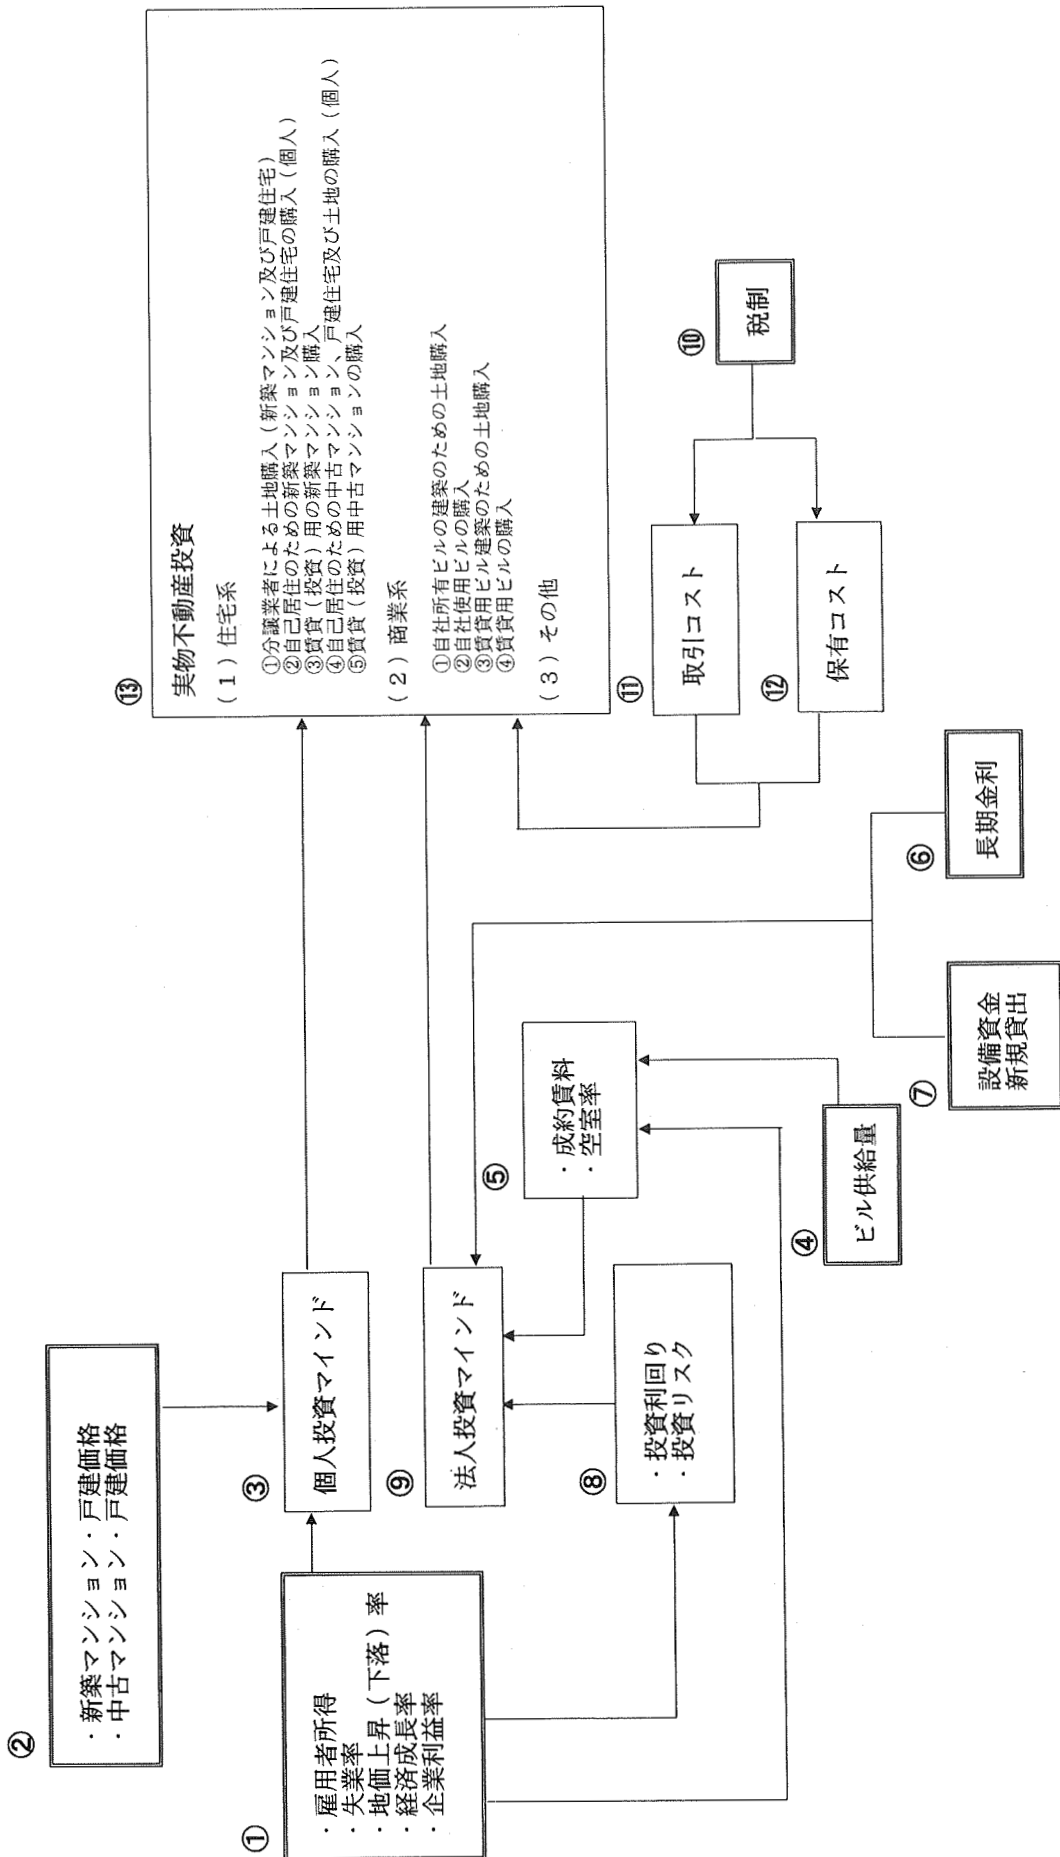 ②
・新築マンション・戸建価格
・中古マンション・戸建価格
①
・雇用者所得
・失業率
・地価上昇（下落）率
・経済成長率
・企業利益率
③
個人投資マインド
⑨
法人投資マインド
⑧
・投資利回り
・投資リスク
⑤
・成約賃料
・空室率
④
ビル供給量
⑦
設備資金
新規貸出
⑥
長期金利
⑬
実物不動産投資
（１）住宅系
①分譲業者による土地購入（新築マンション及び戸建住宅）
②自己居住のための新築マンション及び戸建住宅の購入（個人）
③賃貸（投資）用の新築マンション購入
④自己居住のための中古マンション、戸建住宅及び土地の購入（個人）
⑤賃貸（投資）用中古マンションの購入
（２）商業系
①自社所有ビルの建築のための土地購入
②自社使用ビルの購入
③賃貸用ビル建築のための土地購入
④賃貸用ビルの購入
（３）その他
⑪
取引コスト
⑫
保有コスト
⑩
税制